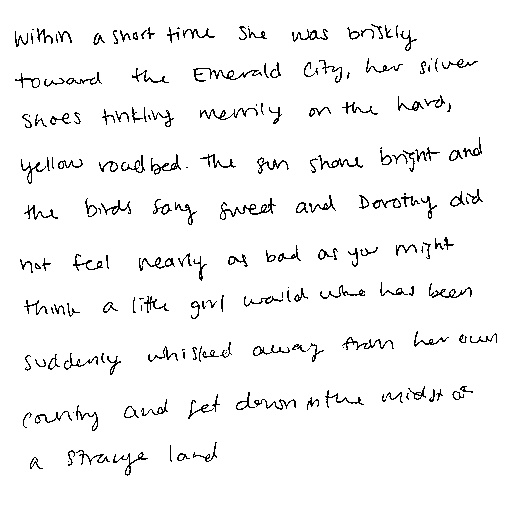 within a short time she was briskly
toward the Emerald City, her silver
shoes tinkling merrily on the hard,
yellow roadbed. The sun shone bright and
the birds sang sweet and Dorothy did
not feel nearly as bad as you might
think a little girl would who has been
suddenly whisked away from her own
country and set down in the midst of
a strange land